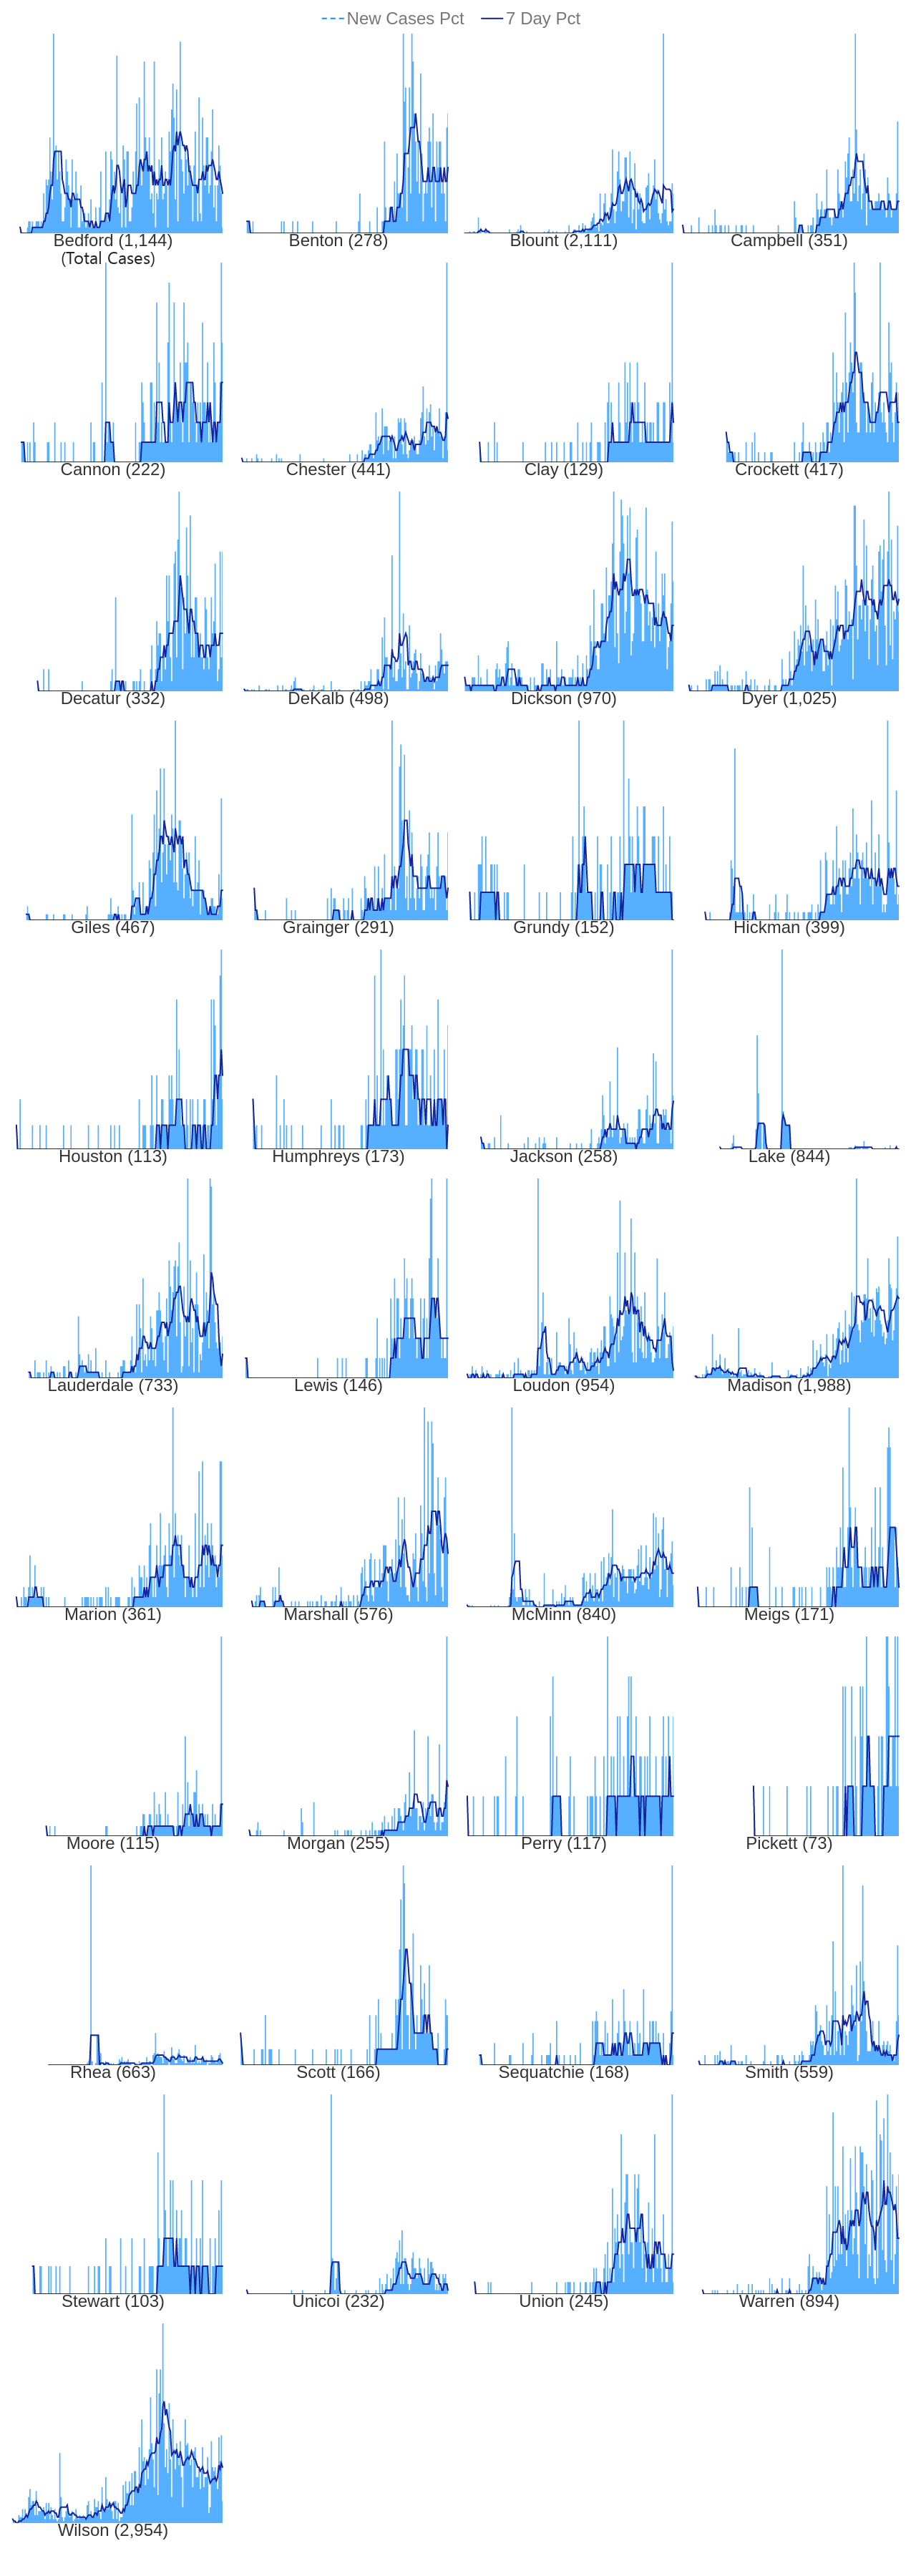 New Cases Pct 7 Day Pct
Bedford (1,144) Benton (278) Blount (2,111) Campbell (351)
(Total Cases)
Cannon (222) Chester (441) Clay (129) Crockett (417)
Decatur (332) DeKalb (498) Dickson (970) Dyer (1,025)
Giles (467) Grainger (291) Grundy (152) Hickman (399)
Houston (113) Humphreys (173) Jackson (258) Lake (844)
Lauderdale (733) Lewis (146) Loudon (954) Madison (1,988)
Marion (361) Marshall (576) McMinn (840) Meigs (171)
Moore (115) Morgan (255) Perry (117) Pickett (73)
Rhea (663) Scott (166) Sequatchie (168) Smith (559)
Stewart (103) Unicoi (232) Union (245) Warren (894)
Wilson (2,954)